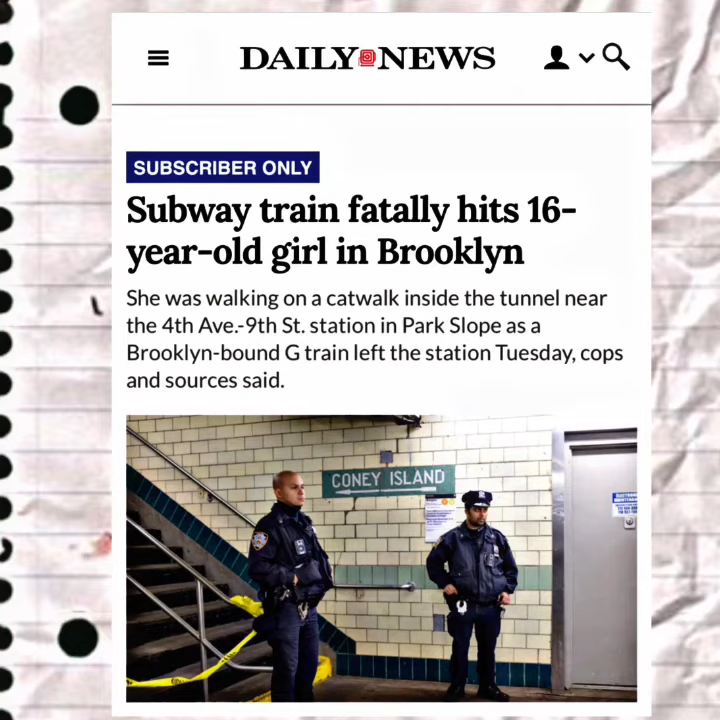 DAILY NEWS
SUBSCRIBER ONLY
Subway train fatally hits 16-
year-old girl in Brooklyn
She was walking on a catwalk inside the tunnel near
the 4th Ave.-9th St. station in Park Slope as a
Brooklyn-bound G train left the station Tuesday, cops
and sources said.
CONEY ISLAND